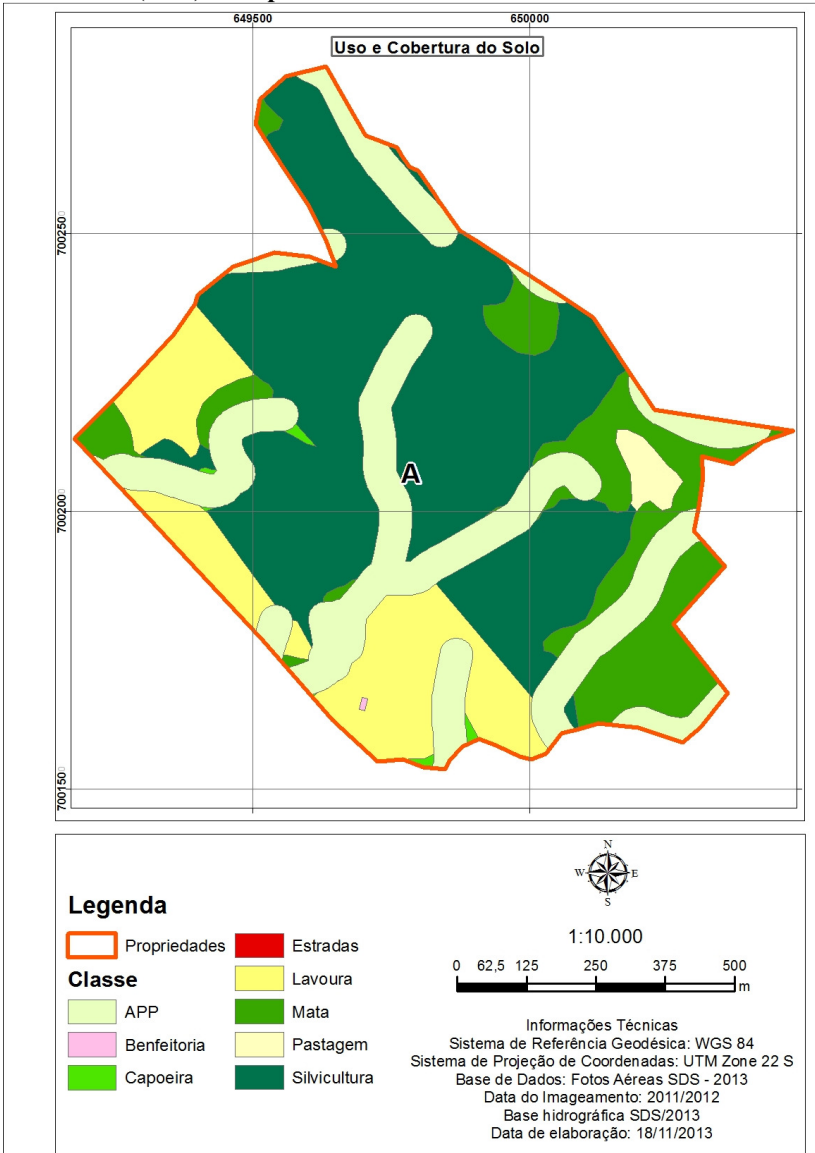 649500 650000
Uso e Cobertura do Solo
7002500
7002000
A
7001500
N
W E
S
Legenda
Propriedades
Estradas
Classe
Lavoura
APP
Mata
Benfeitoria
Pastagem
Capoeira
Silvicultura
1:10.000
0 62,5 125 250 375 500
m
Informações Técnicas
Sistema de Referência Geodésica: WGS 84
Sistema de Projeção de Coordenadas: UTM Zone 22 S
Base de Dados: Fotos Aéreas SDS - 2013
Data do Imageamento: 2011/2012
Base hidrográfica SDS/2013
Data de elaboração: 18/11/2013